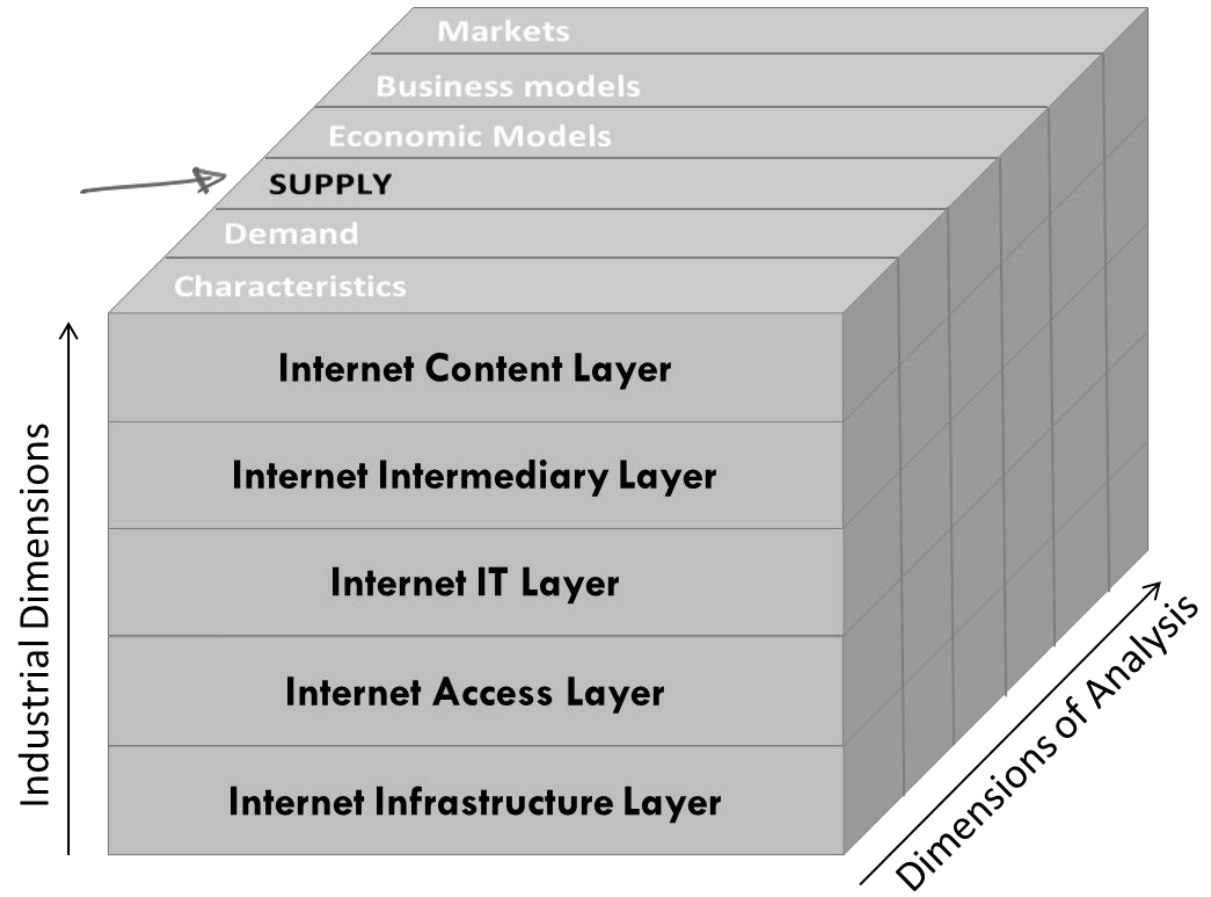 Markets
Business models
Economic Models
SUPPLY
Demand
Characteristics
Internet Content Layer
Internet Intermediary Layer
Internet IT Layer
Internet Access Layer
Internet Infrastructure Layer
Industrial Dimensions
Dimensions of Analysis